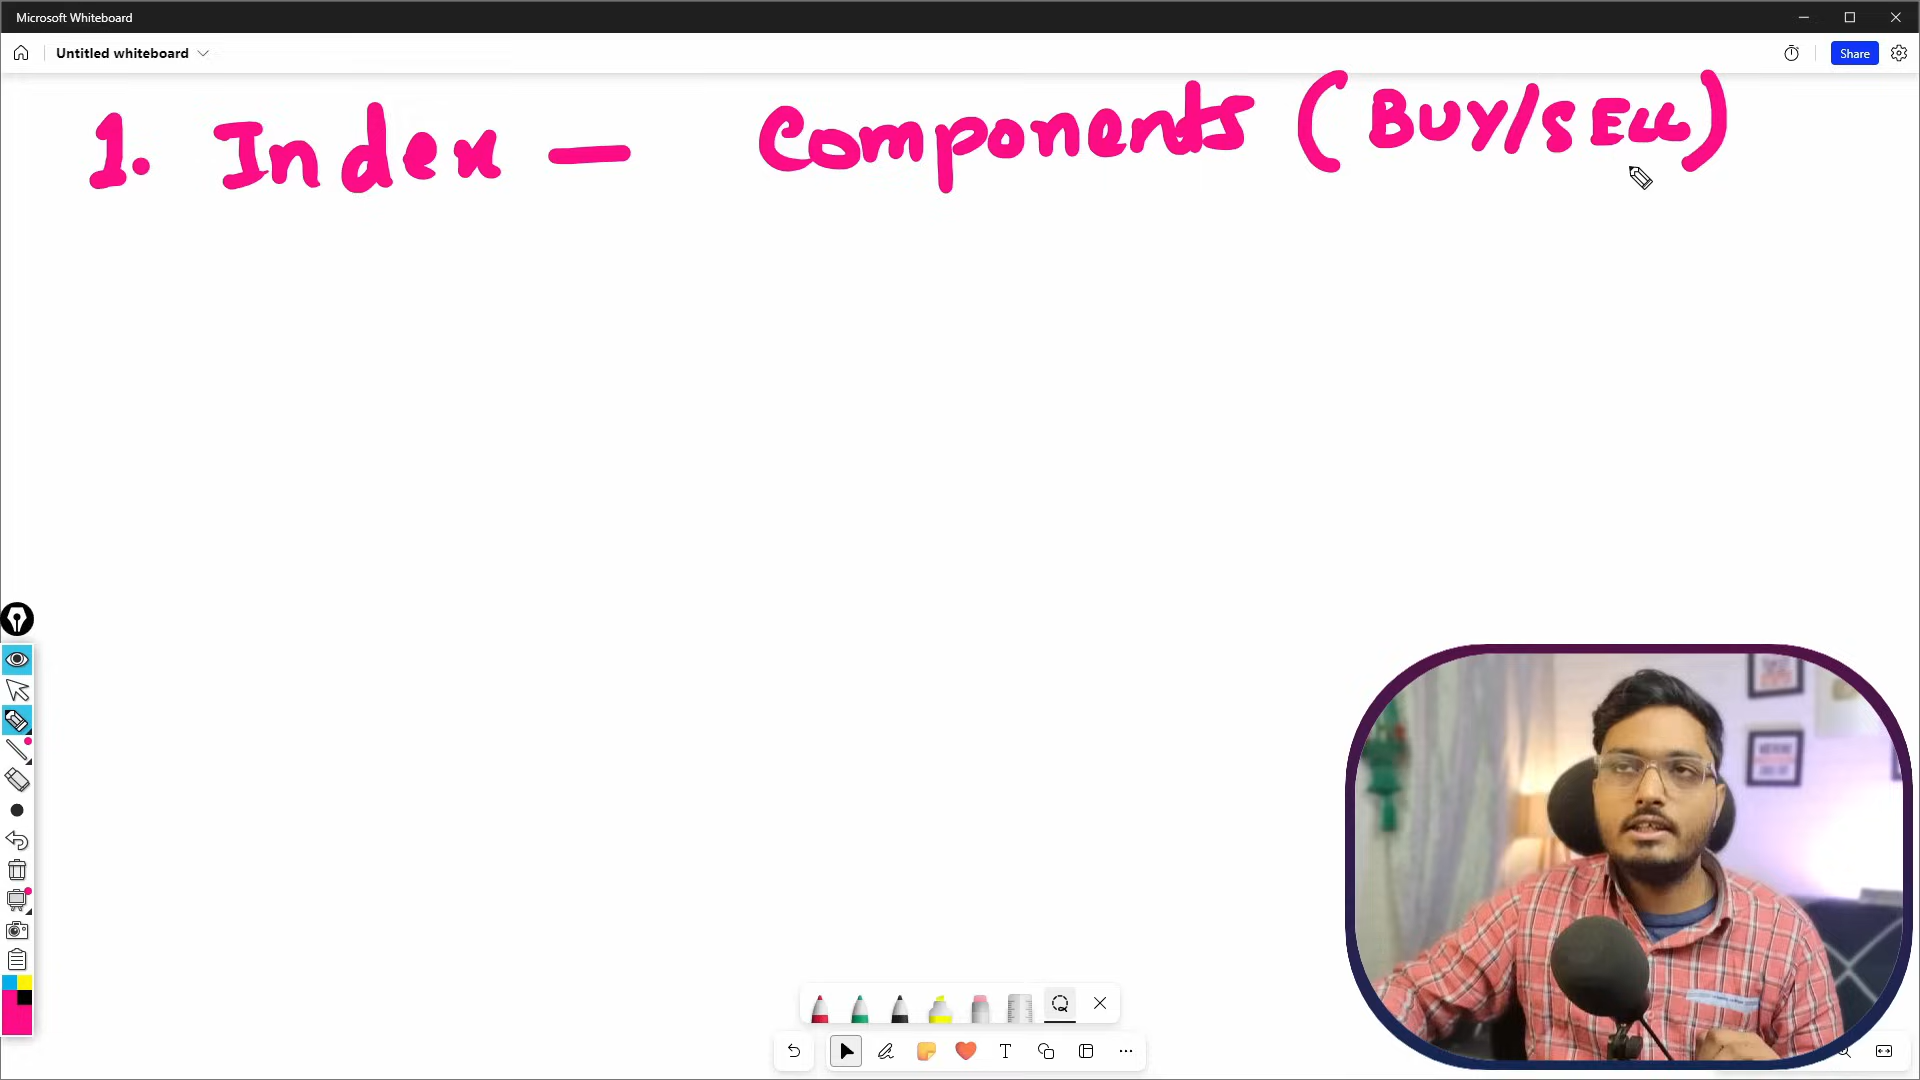 Microsoft Whiteboard
Untitled whiteboard
Share
1. Index — Components (BUY/SELL)
T